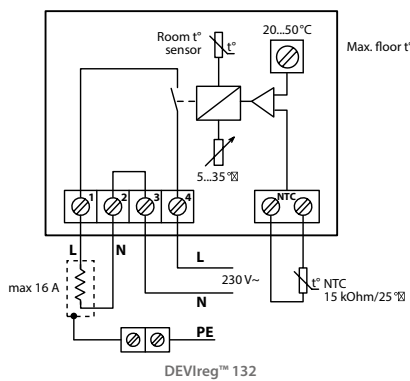 Room t°
sensor
t°
20...50 °C
Max. floor t°
5...35 °
1
2
3
4
NTC
L
N
L
230 V~
N
max 16 A
t° NTC
15 kOhm/25 °
PE
DEVIreg™ 132